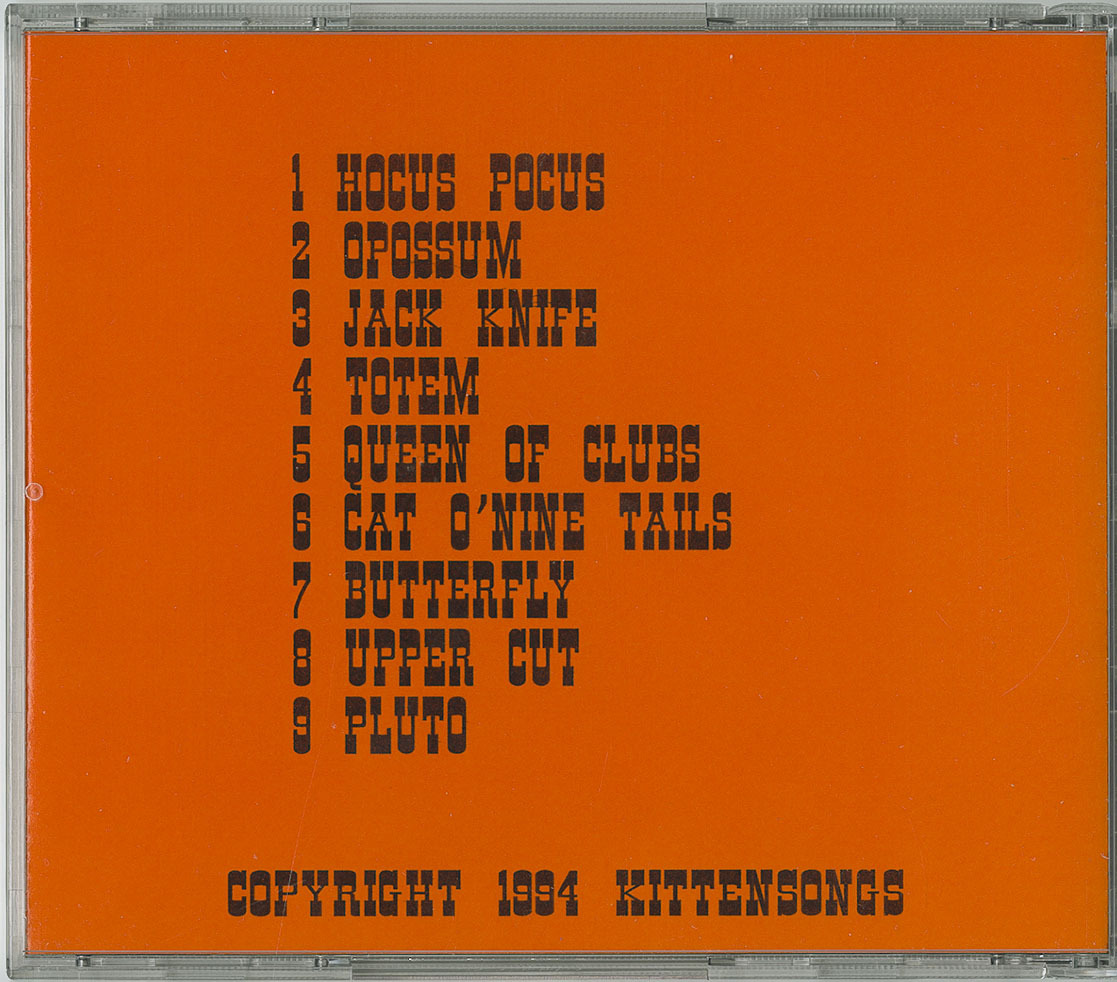 1 HOCUS POCUS
2 OPOSSUM
3 JACK KNIFE
4 TOTEM
5 QUEEN OF CLUBS
6 CAT O'NINE TAILS
7 BUTTERFLY
8 UPPER CUT
9 PLUTO
COPYRIGHT 1994 KITTENSONGS